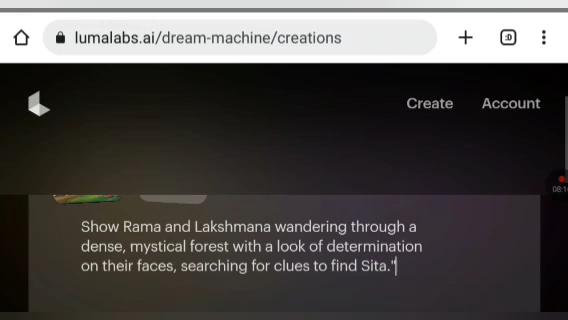 lumalabs.ai/dream-machine/creations
:D
Create Account
Show Rama and Lakshmana wandering through a
dense, mystical forest with a look of determination
on their faces, searching for clues to find Sita."